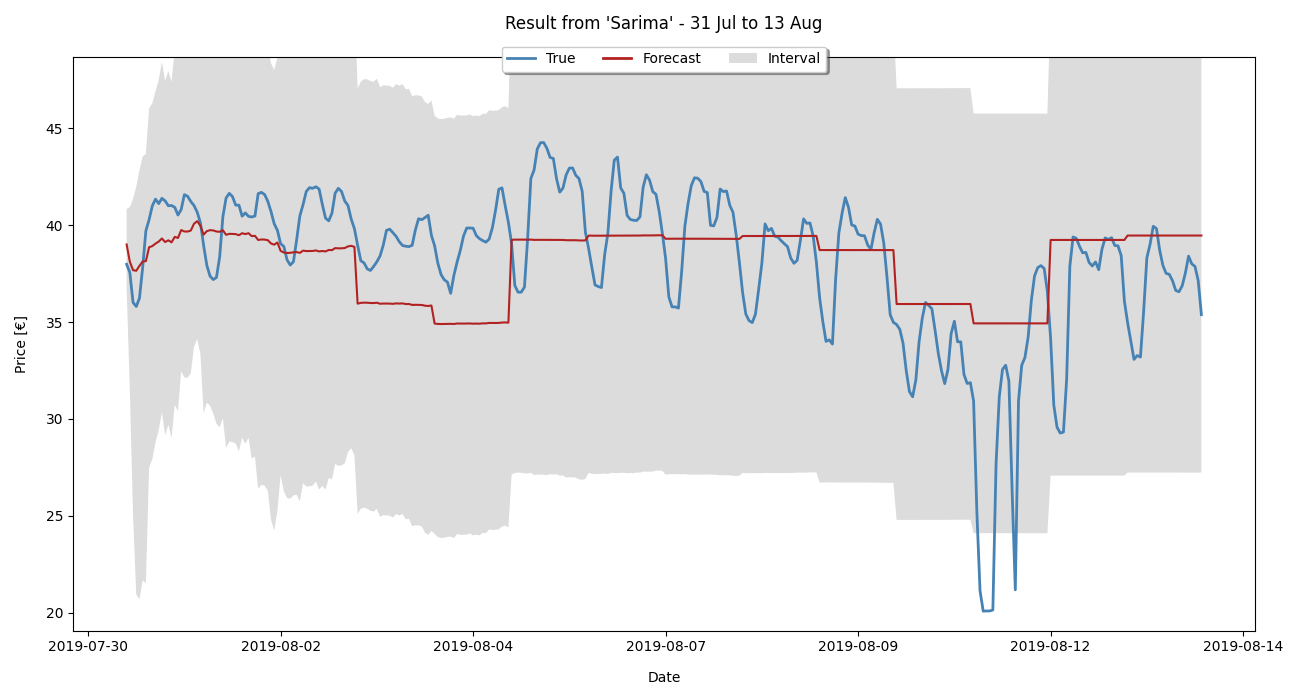 Result from 'Sarima' - 31 Jul to 13 Aug
True Forecast Interval
Price [€]
45
40
35
30
25
20
2019-07-30 2019-08-02 2019-08-04 2019-08-07 2019-08-09 2019-08-12 2019-08-14
Date